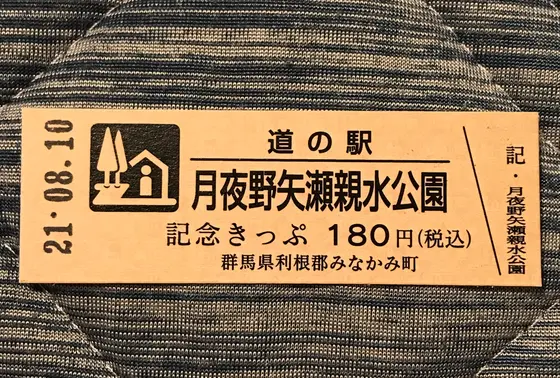 21.08.10
道の駅
月夜野矢瀬親水公園
記念きっぷ 180円(税込)
群馬県利根郡みなかみ町
記・月夜野矢瀬親水公園